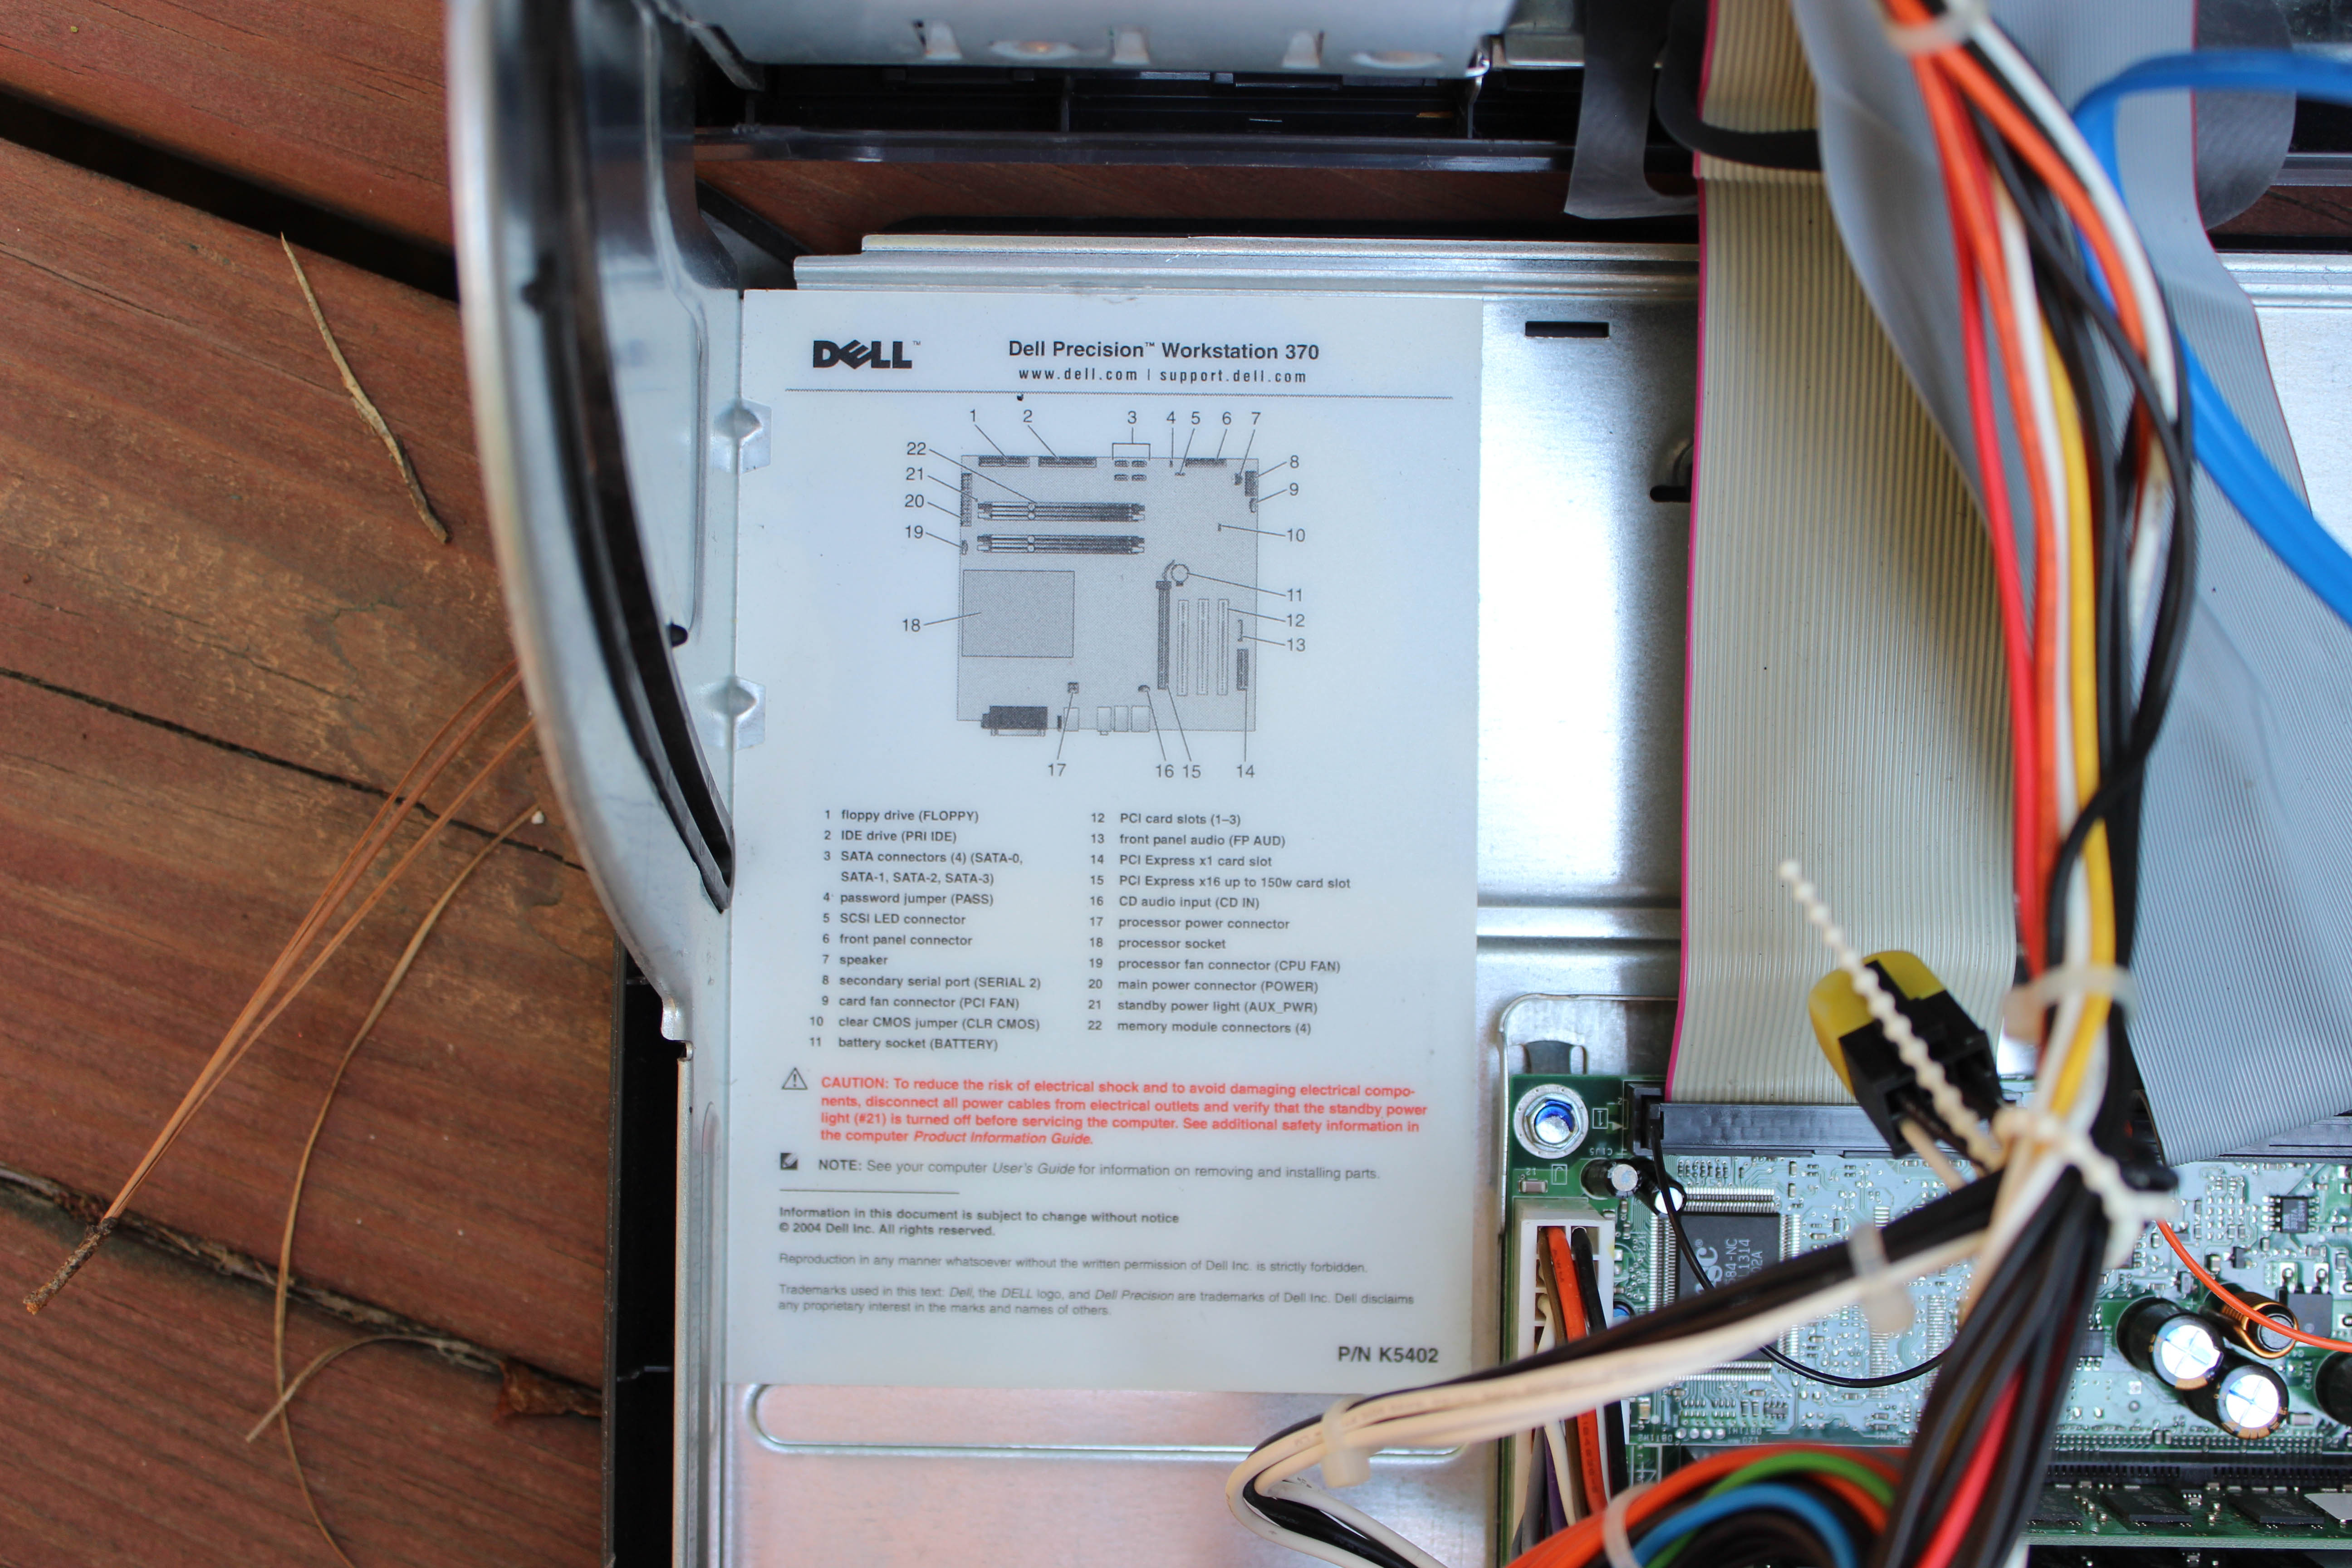 DELL™
Dell Precision™ Workstation 370
www.dell.com | support.dell.com
1 2 3 4 5 6 7
22 8
21 9
20
19 10
11
18 12
13
17 16 15 14
1 floppy drive (FLOPPY)
2 IDE drive (PRI IDE)
3 SATA connectors (4) (SATA-0,
SATA-1, SATA-2, SATA-3)
4 password jumper (PASS)
5 SCSI LED connector
6 front panel connector
7 speaker
8 secondary serial port (SERIAL 2)
9 card fan connector (PCI FAN)
10 clear CMOS jumper (CLR CMOS)
11 battery socket (BATTERY)
12 PCI card slots (1–3)
13 front panel audio (FP AUD)
14 PCI Express x1 card slot
15 PCI Express x16 up to 150w card slot
16 CD audio input (CD IN)
17 processor power connector
18 processor socket
19 processor fan connector (CPU FAN)
20 main power connector (POWER)
21 standby power light (AUX_PWR)
22 memory module connectors (4)
CAUTION: To reduce the risk of electrical shock and to avoid damaging electrical compo-
nents, disconnect all power cables from electrical outlets and verify that the standby power
light (#21) is turned off before servicing the computer. See additional safety information in
the computer Product Information Guide.
NOTE: See your computer User's Guide for information on removing and installing parts.
Information in this document is subject to change without notice
© 2004 Dell Inc. All rights reserved.
Reproduction in any manner whatsoever without the written permission of Dell Inc. is strictly forbidden.
Trademarks used in this text: Dell, the DELL logo, and Dell Precision are trademarks of Dell Inc. Dell disclaims
any proprietary interest in the marks and names of others.
P/N K5402